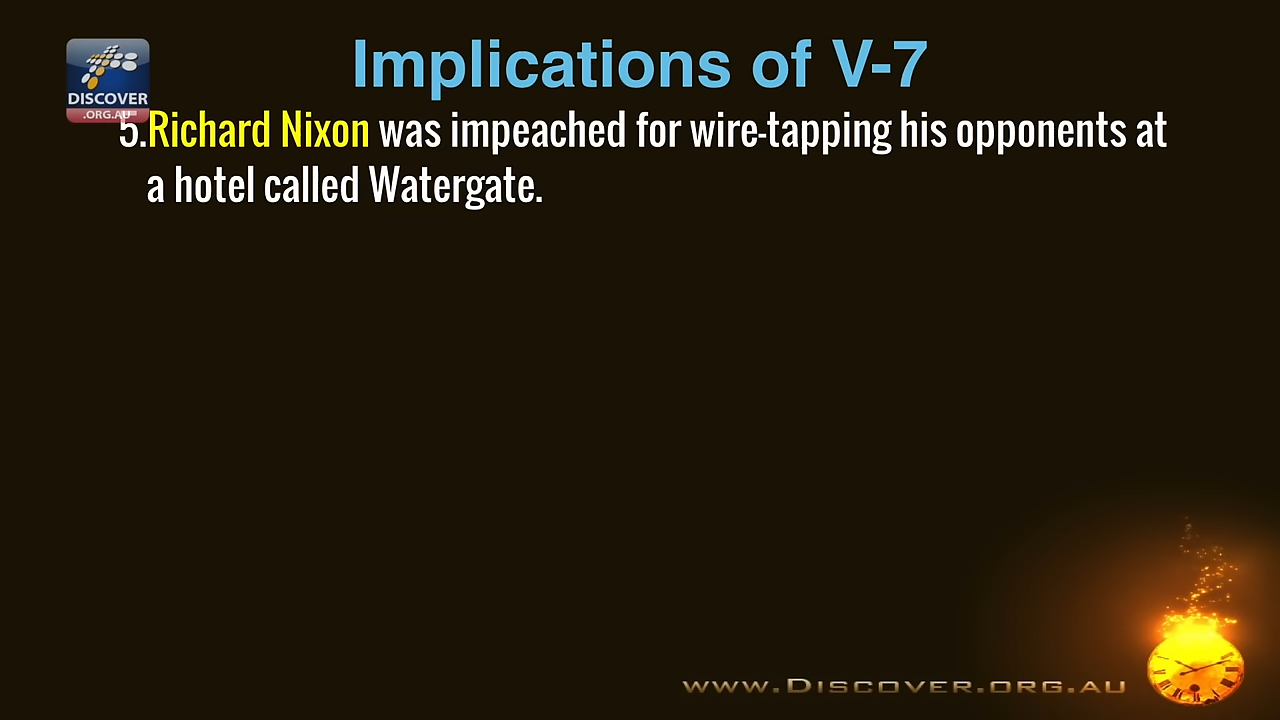 Implications of V-7
DISCOVER
.ORG.AU
5.Richard Nixon was impeached for wire-tapping his opponents at
a hotel called Watergate.
www.Discover.org.au